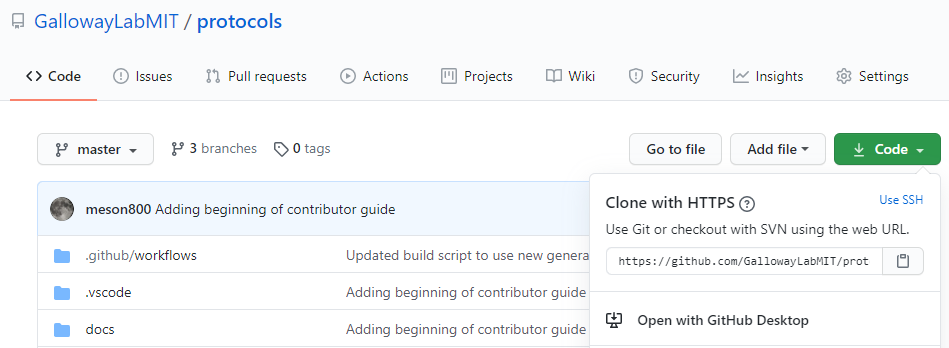 GallowayLabMIT / protocols
Code Issues Pull requests Actions Projects Wiki Security Insights Settings
master 3 branches 0 tags Go to file Add file Code
meson800 Adding beginning of contributor guide
Clone with HTTPS ? Use SSH
Use Git or checkout with SVN using the web URL.
.github/workflows Updated build script to use new genera
https://github.com/GallowayLabMIT/prot
.vscode Adding beginning of contributor guide
Open with GitHub Desktop
docs Adding beginning of contributor guide